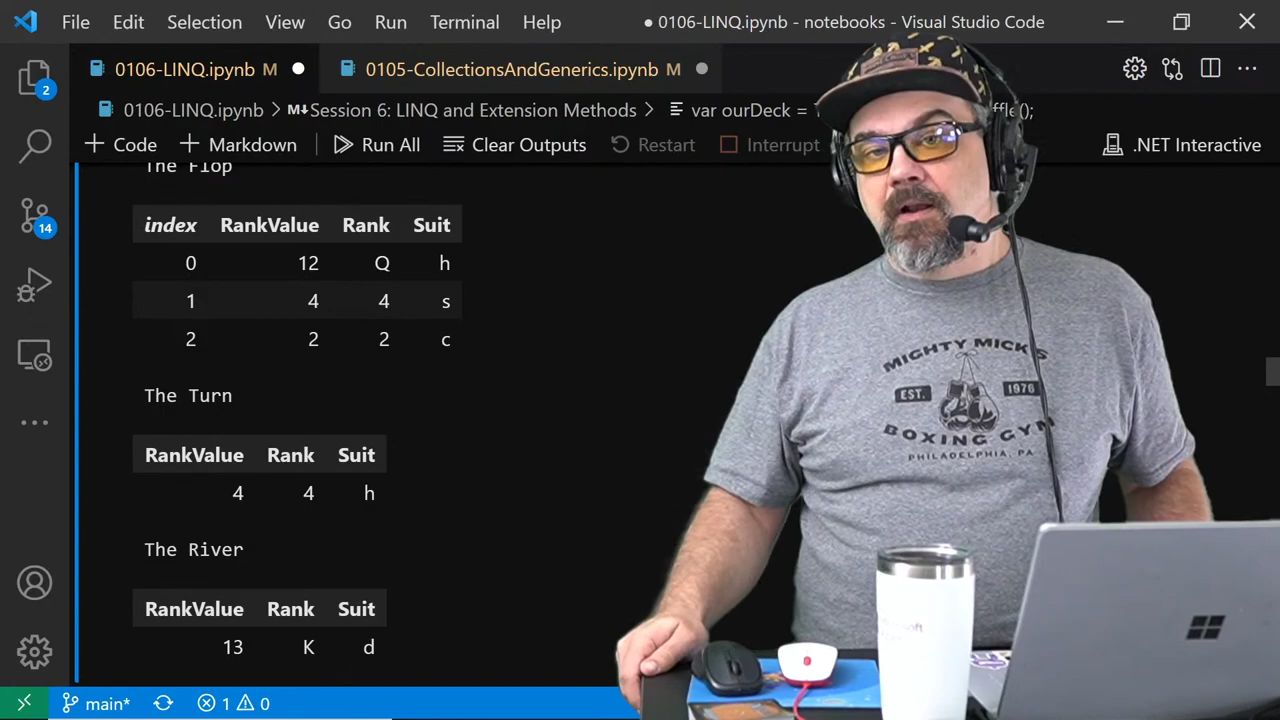 File Edit Selection View Go Run Terminal Help ● 0106-LINQ.ipynb - notebooks - Visual Studio Code
0106-LINQ.ipynb M 0105-CollectionsAndGenerics.ipynb M
0106-LINQ.ipynb > M Session 6: LINQ and Extension Methods > var ourDeck =
+ Code + Markdown Run All Clear Outputs Restart Interrupt .NET Interactive
The Flop
index RankValue Rank Suit
0 12 Q h
1 4 4 s
2 2 2 c
The Turn
RankValue Rank Suit
4 4 h
The River
RankValue Rank Suit
13 K d
2
14
main* 1 0
MIGHTY MICK'S
EST. 1976
BOXING GYM
PHILADELPHIA, PA